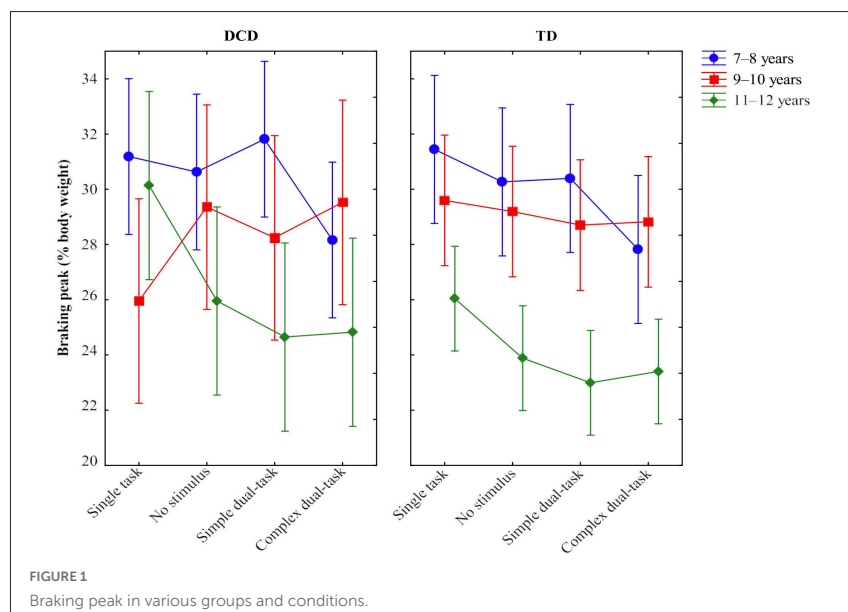 DCD
TD
7–8 years
9–10 years
11–12 years
Braking peak (% body weight)
34
32
30
28
26
24
22
20
Single task
No stimulus
Simple dual-task
Complex dual-task
Single task
No stimulus
Simple dual-task
Complex dual-task
FIGURE 1
Braking peak in various groups and conditions.